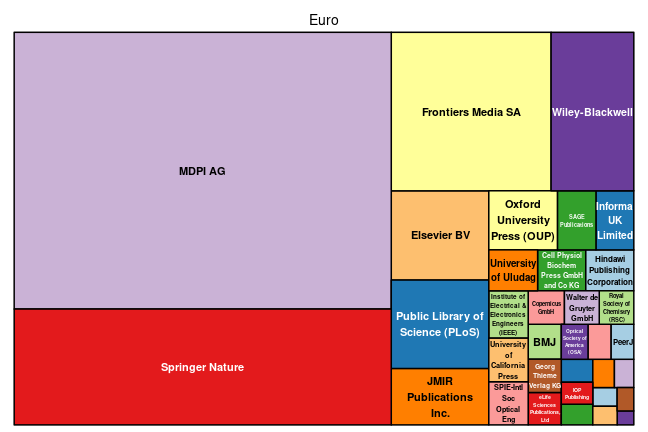 Euro
MDPI AG
Springer Nature
Frontiers Media SA
Wiley-Blackwell
Elsevier BV
Public Library of
Science (PLoS)
JMIR
Publications
Inc.
Oxford
University
Press (OUP)
SAGE
Publications
Informa
UK
Limited
University
of Uludag
Cell Physiol
Biochem
Press GmbH
and Co KG
Hindawi
Publishing
Corporation
Institute of
Electrical &
Electronics
Engineers
(IEEE)
Copernicus
GmbH
Walter de
Gruyter
GmbH
Royal
Society of
Chemisry
(RSC)
University
of
California
Press
BMJ
Optical
Society of
America
(OSA)
PeerJ
SPIE-Intl
Soc
Optical
Eng
Georg
Thieme
Verlag KG
eLife
Sciences
Publications,
Ltd
IOP
Publishing